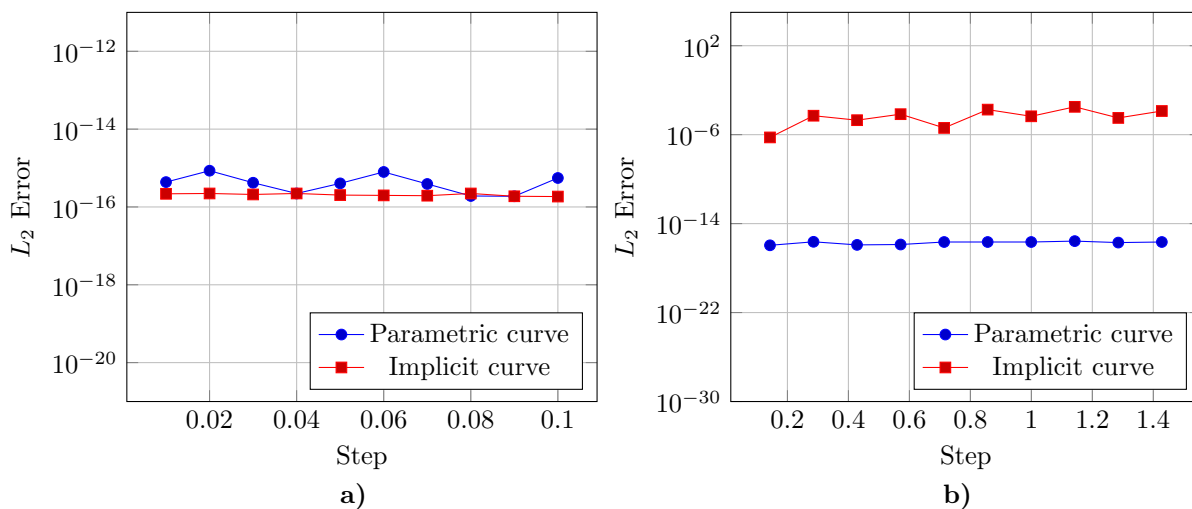 10^{-12}
10^{-14}
10^{-16}
10^{-18}
10^{-20}
L_2 Error
0.02 0.04 0.06 0.08 0.1
Step
Parametric curve
Implicit curve
a)
10^{2}
10^{-6}
10^{-14}
10^{-22}
10^{-30}
L_2 Error
0.2 0.4 0.6 0.8 1 1.2 1.4
Step
Parametric curve
Implicit curve
b)